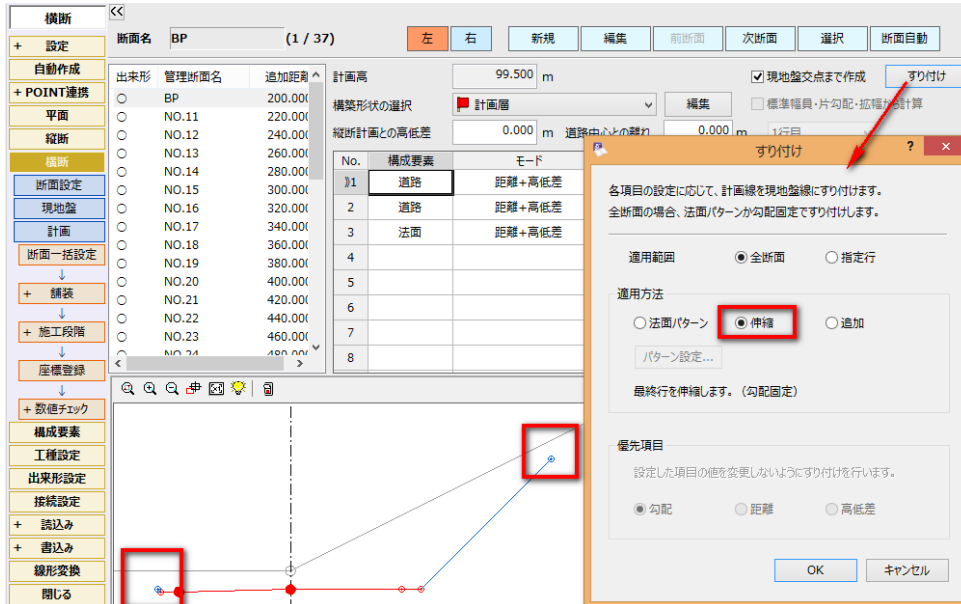 横断
<<
断面名 BP (1 / 37)
左 右 新規 編集 前断面 次断面 選択 断面自動
+ 設定
自動作成
+ POINT連携
平面
縦断
横断
断面設定
現地盤
計画
断面一括設定
↓
+ 舗装
↓
+ 施工段階
↓
座標登録
↓
+ 数値チェック
構成要素
工種設定
出来形設定
接続設定
+ 読込み
+ 書込み
線形変換
閉じる
出来形 管理断面名 追加距離
○ BP 200.000
○ NO.11 220.000
○ NO.12 240.000
○ NO.13 260.000
○ NO.14 280.000
○ NO.15 300.000
○ NO.16 320.000
○ NO.17 340.000
○ NO.18 360.000
○ NO.19 380.000
○ NO.20 400.000
○ NO.21 420.000
○ NO.22 440.000
○ NO.23 460.000
○ NO.24 480.000
計画高 99.500 m
現地盤交点まで作成 すり付け
構築形状の選択 計画層 編集
標準幅員・片勾配・拡幅から計算
縦断計画との高低差 0.000 m 道路中心との離れ 0.000 m 1行目
No. 構成要素 モード
1 道路 距離+高低差
2 道路 距離+高低差
3 法面 距離+高低差
4
5
6
7
8
すり付け ? ×
各項目の設定に応じて、計画線を現地盤線にすり付けます。
全断面の場合、法面パターンか勾配固定ですり付けします。
適用範囲 全断面 指定行
適用方法
法面パターン 伸縮 追加
パターン設定...
最終行を伸縮します。(勾配固定)
優先項目
設定した項目の値を変更しないようにすり付けを行います。
勾配 距離 高低差
OK キャンセル